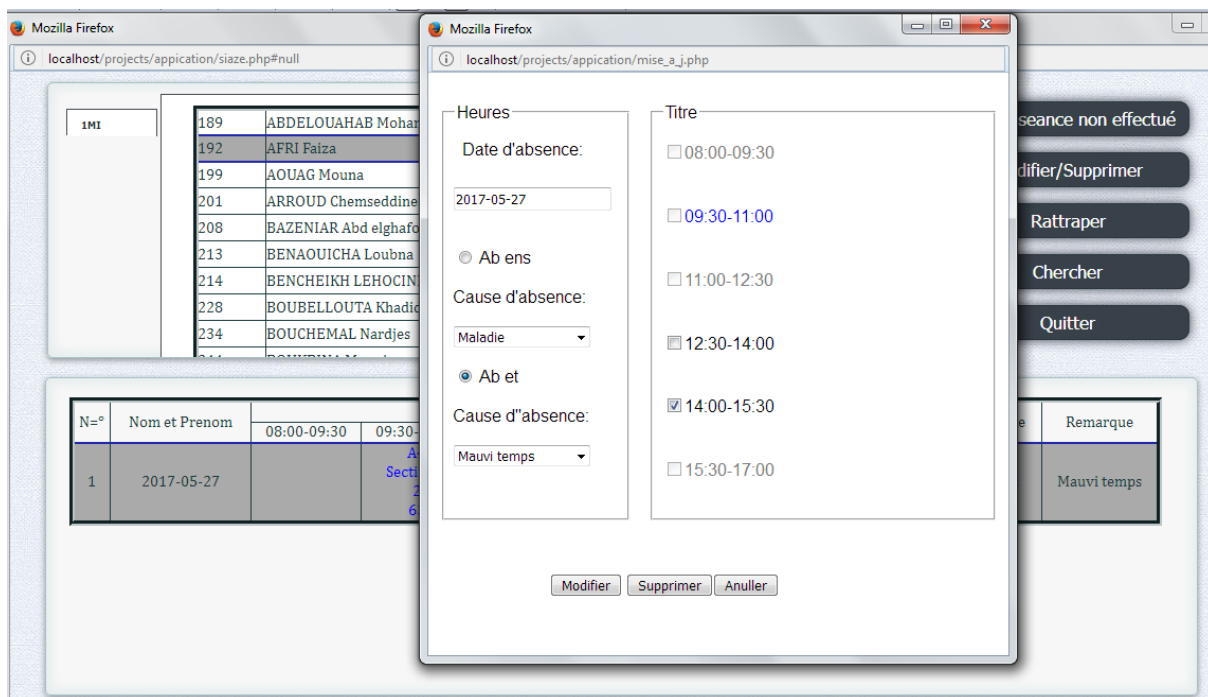 Mozilla Firefox
localhost/projects/appication/siaze.php#null
1MI
189 ABDELOUAHAB Mohar
192 AFRI Faiza
199 AOUAG Mouna
201 ARROUD Chemseddine
208 BAZENIAR Abd elghafo
213 BENAOUICHA Loubna
214 BENCHEIKH LEHOCIN
228 BOUBELLOUTA Khadic
234 BOUCHEMAL Nardjes
seance non effectué
difier/Supprimer
Rattraper
Chercher
Quitter
N=° Nom et Prenom 08:00-09:30 09:30- e Remarque
1 2017-05-27 A Mauvi temps
Secti
2
6
Mozilla Firefox
localhost/projects/appication/mise_a_j.php
Heures
Date d'absence:
2017-05-27
Ab ens
Cause d'absence:
Maladie
Ab et
Cause d"absence:
Mauvi temps
Titre
08:00-09:30
09:30-11:00
11:00-12:30
12:30-14:00
14:00-15:30
15:30-17:00
Modifier Supprimer Anuller